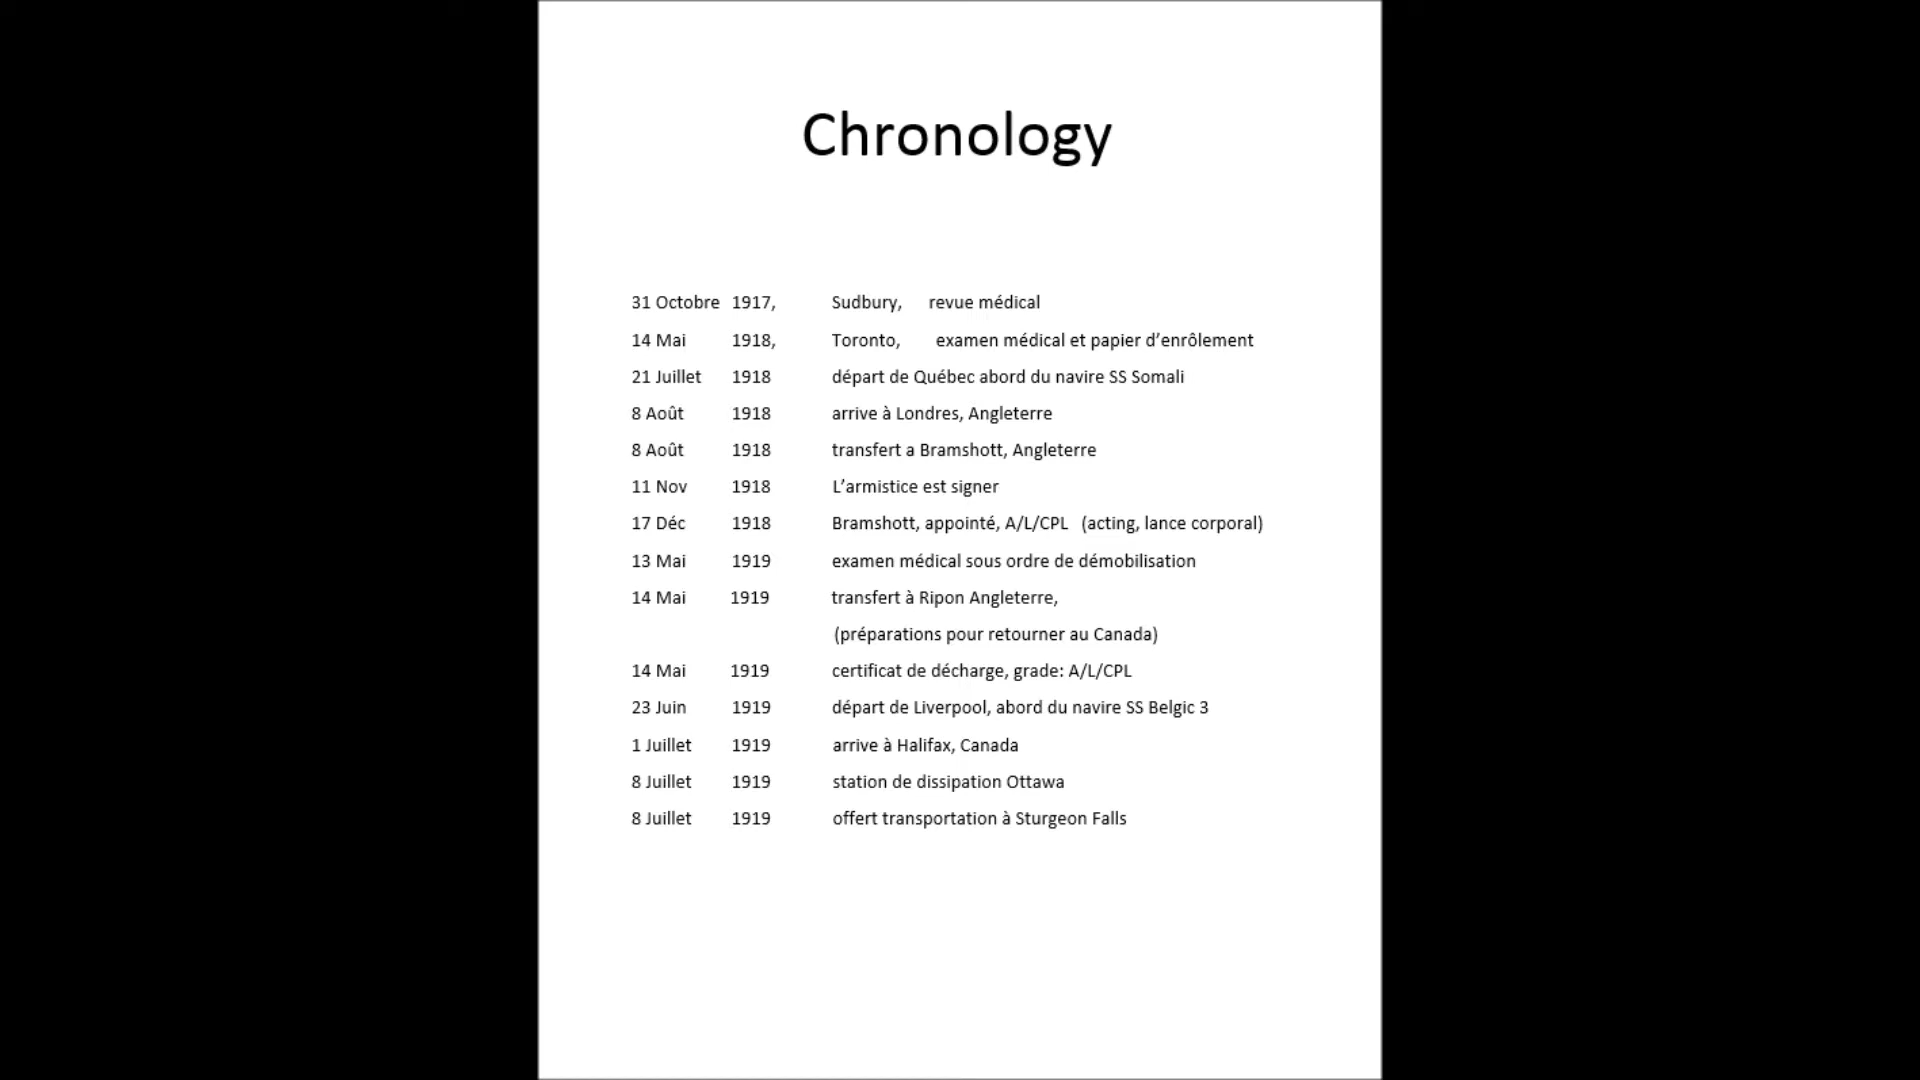 Chronology
31 Octobre 1917, Sudbury, revue médical
14 Mai 1918, Toronto, examen médical et papier d’enrôlement
21 Juillet 1918 départ de Québec abord du navire SS Somali
8 Août 1918 arrive à Londres, Angleterre
8 Août 1918 transfert a Bramshott, Angleterre
11 Nov 1918 L’armistice est signer
17 Déc 1918 Bramshott, appointé, A/L/CPL (acting, lance corporal)
13 Mai 1919 examen médical sous ordre de démobilisation
14 Mai 1919 transfert à Ripon Angleterre,
(préparations pour retourner au Canada)
14 Mai 1919 certificat de décharge, grade: A/L/CPL
23 Juin 1919 départ de Liverpool, abord du navire SS Belgic 3
1 Juillet 1919 arrive à Halifax, Canada
8 Juillet 1919 station de dissipation Ottawa
8 Juillet 1919 offert transportation à Sturgeon Falls